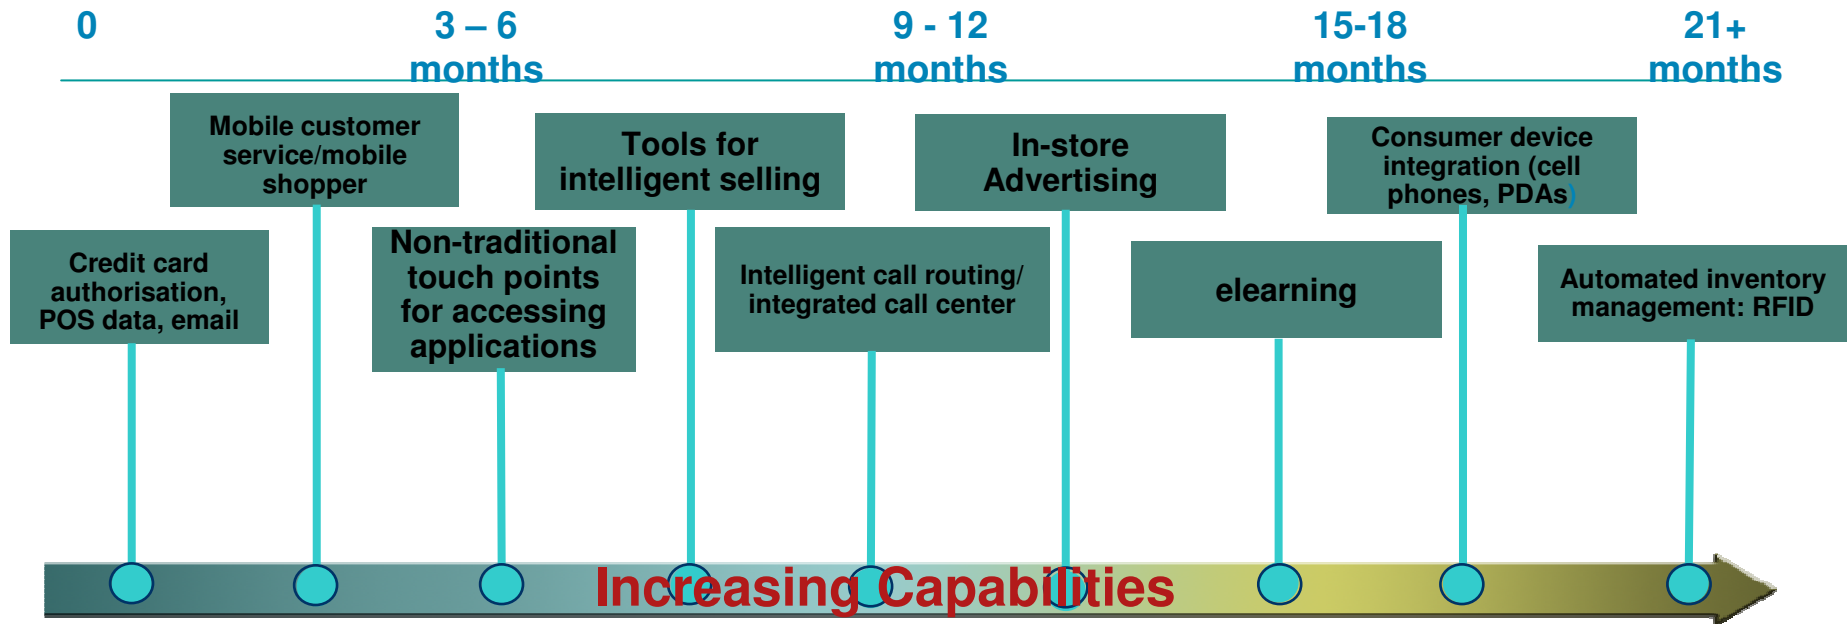 0
3 – 6
months
9 - 12
months
15-18
months
21+
months
Mobile customer
service/mobile
shopper
Tools for
intelligent selling
In-store
Advertising
Consumer device
integration (cell
phones, PDAs)
Credit card
authorisation,
POS data, email
Non-traditional
touch points
for accessing
applications
Intelligent call routing/
integrated call center
elearning
Automated inventory
management: RFID
Increasing Capabilities